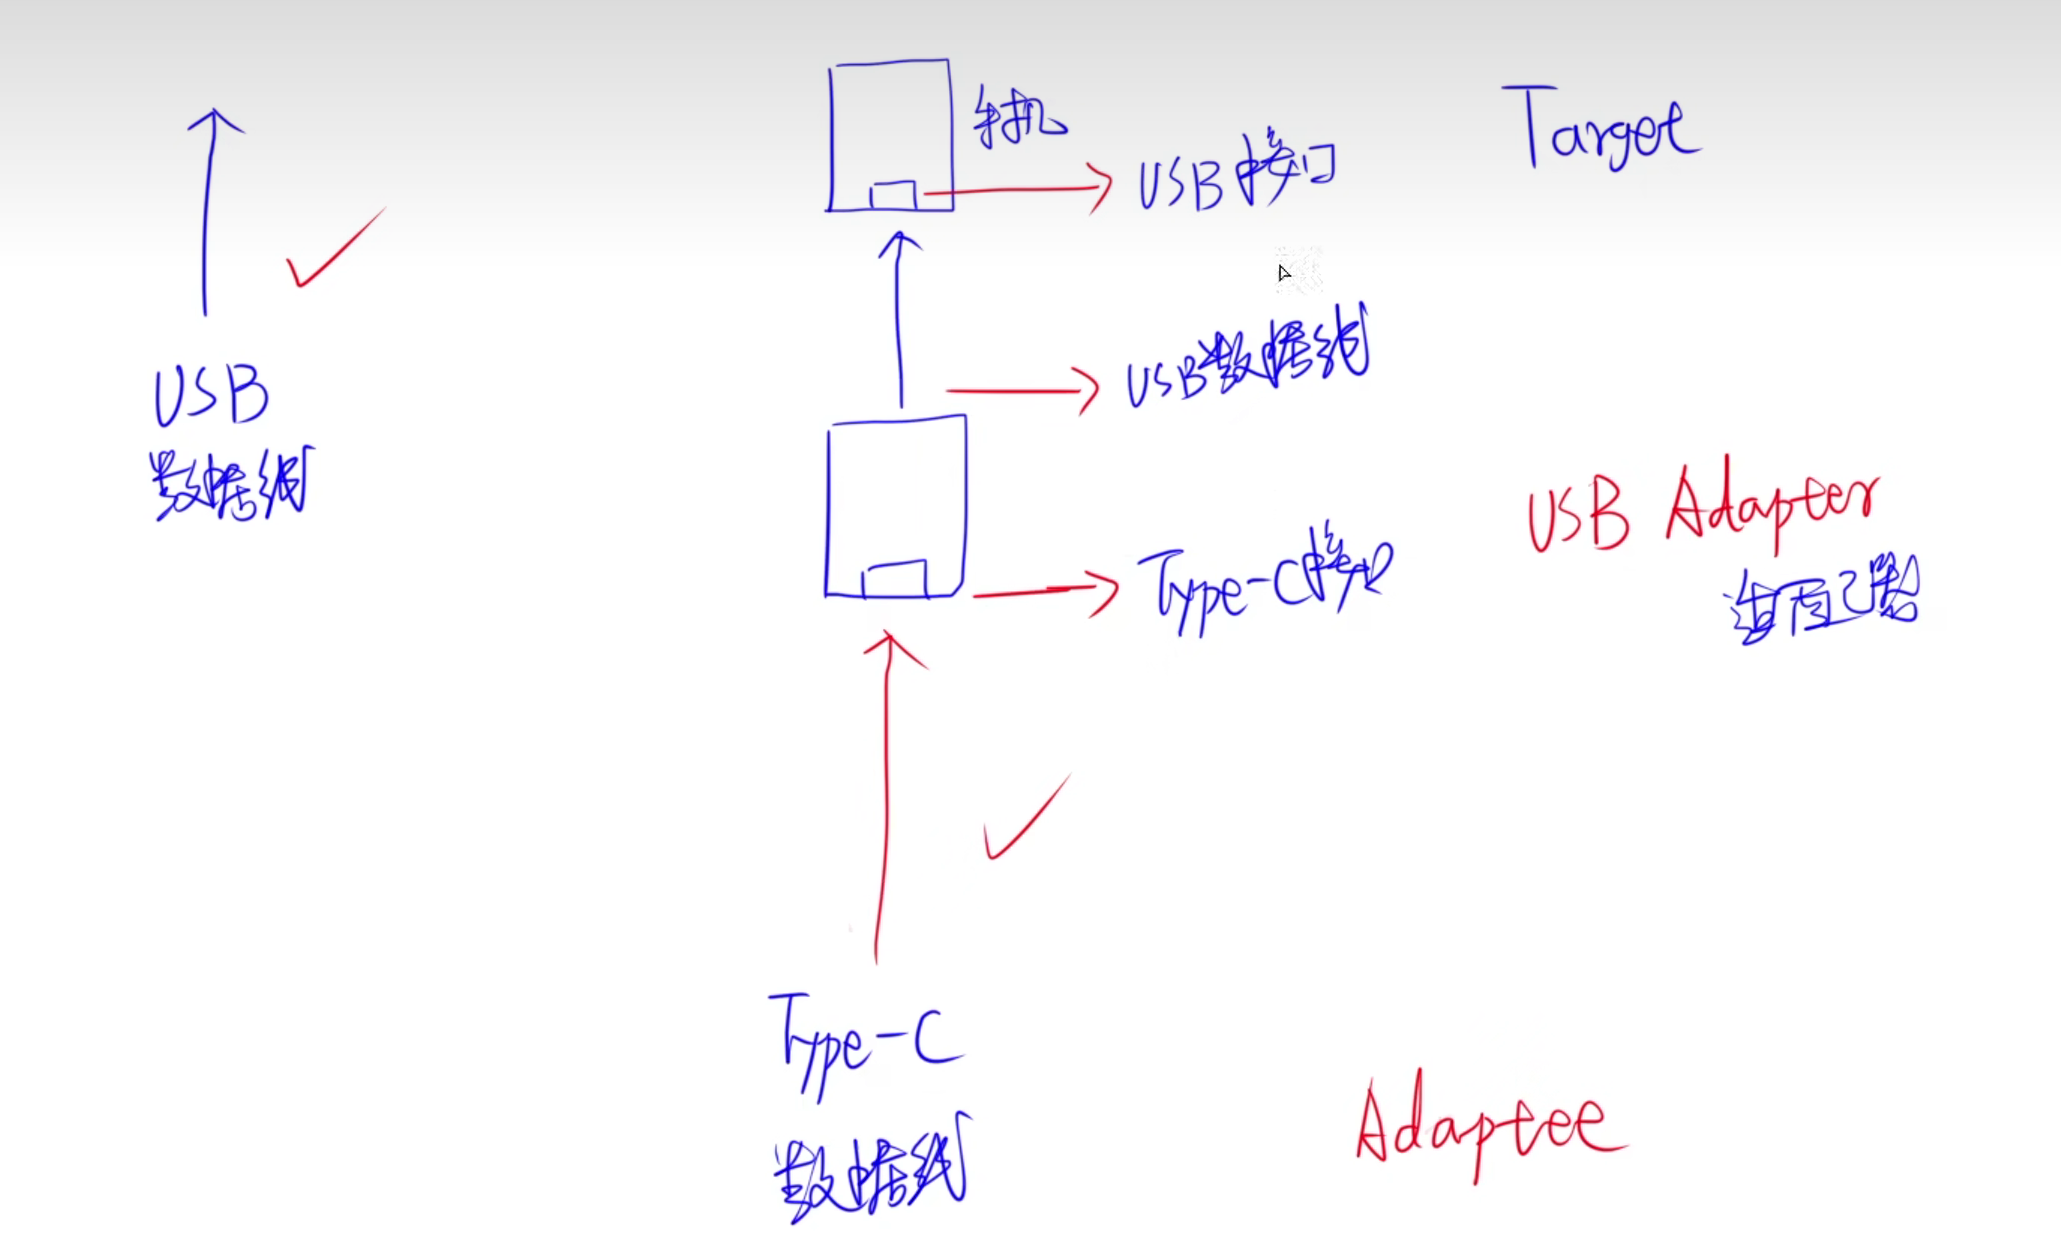 手机
USB接口
Target
USB数据线
USB
数据线
Type-C接口
USB Adapter
适配器
Type-C
数据线
Adaptee